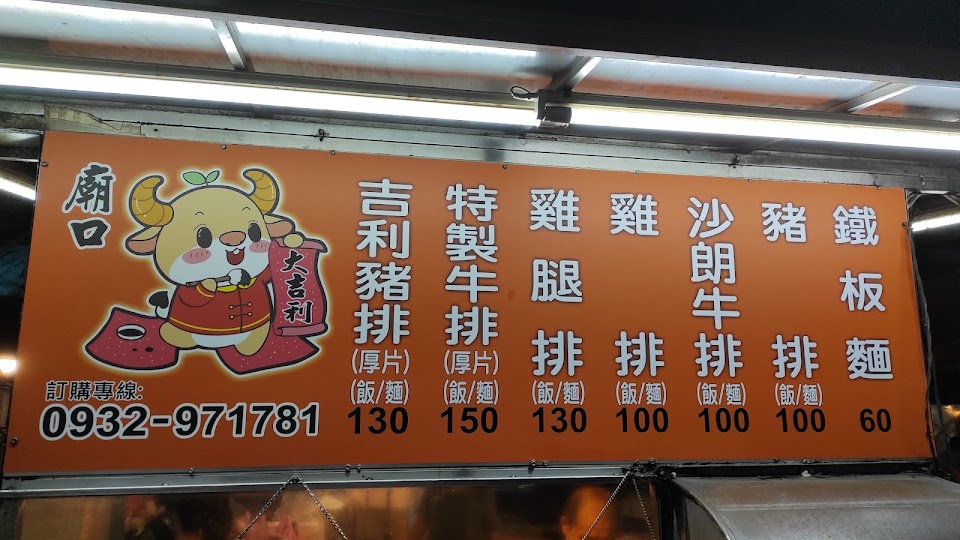 廟口
大吉利
訂購專線:
0932-971781
吉利豬排
(厚片)
(飯/麵)
130
特製牛排
(厚片)
(飯/麵)
150
雞腿排
(飯/麵)
130
雞排
(飯/麵)
100
沙朗牛排
(飯/麵)
100
豬排
(飯/麵)
100
鐵板麵
60